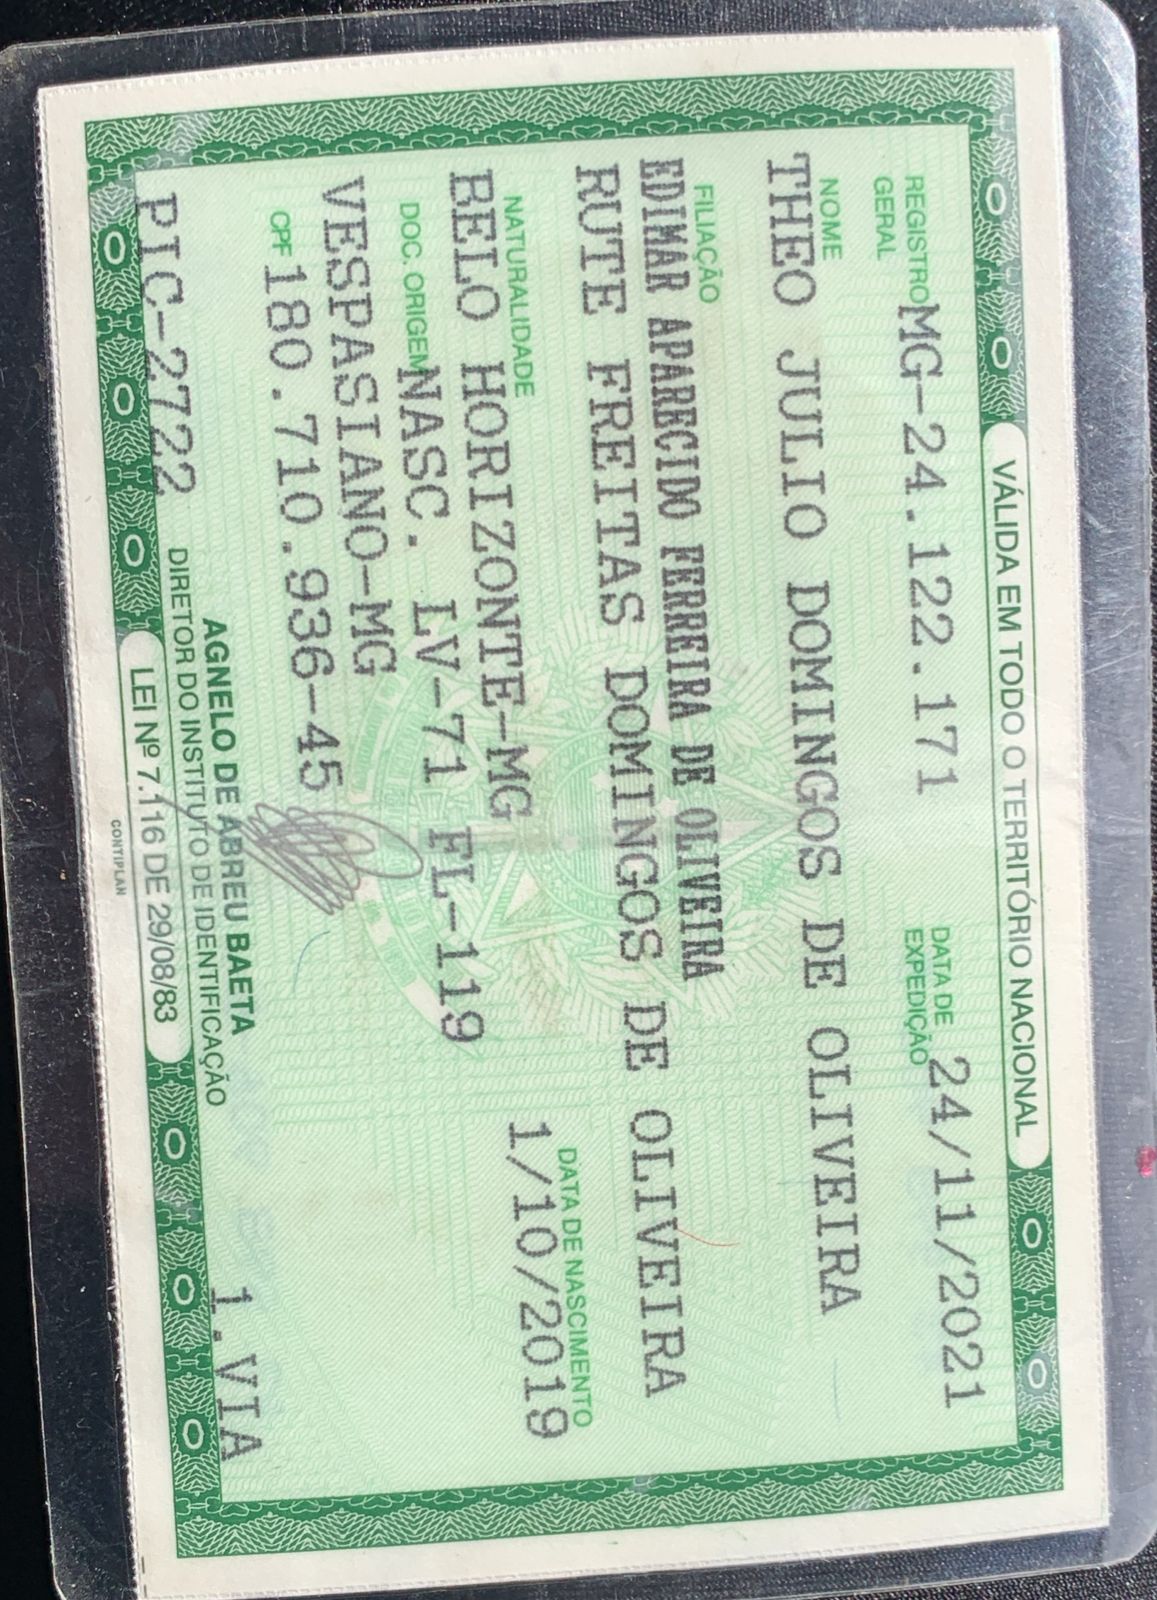 VÁLIDA EM TODO O TERRITÓRIO NACIONAL
REGISTRO GERAL MG-24.122.171 DATA DE EXPEDIÇÃO 24/11/2021
NOME
THEO JULIO DOMINGOS DE OLIVEIRA
FILIAÇÃO
EDIMAR APARECIDO FERREIRA DE OLIVEIRA
RUTE FREITAS DOMINGOS DE OLIVEIRA
NATURALIDADE DATA DE NASCIMENTO
BELO HORIZONTE-MG 1/10/2019
DOC. ORIGEM NASC. LV-71 FL-119
VESPASIANO-MG
CPF 180.710.936-45
AGNELO DE ABREU BAETA
PIC-2722 DIRETOR DO INSTITUTO DE IDENTIFICAÇÃO 1.VIA
LEI Nº 7.116 DE 29/08/83
CONTIPLAN